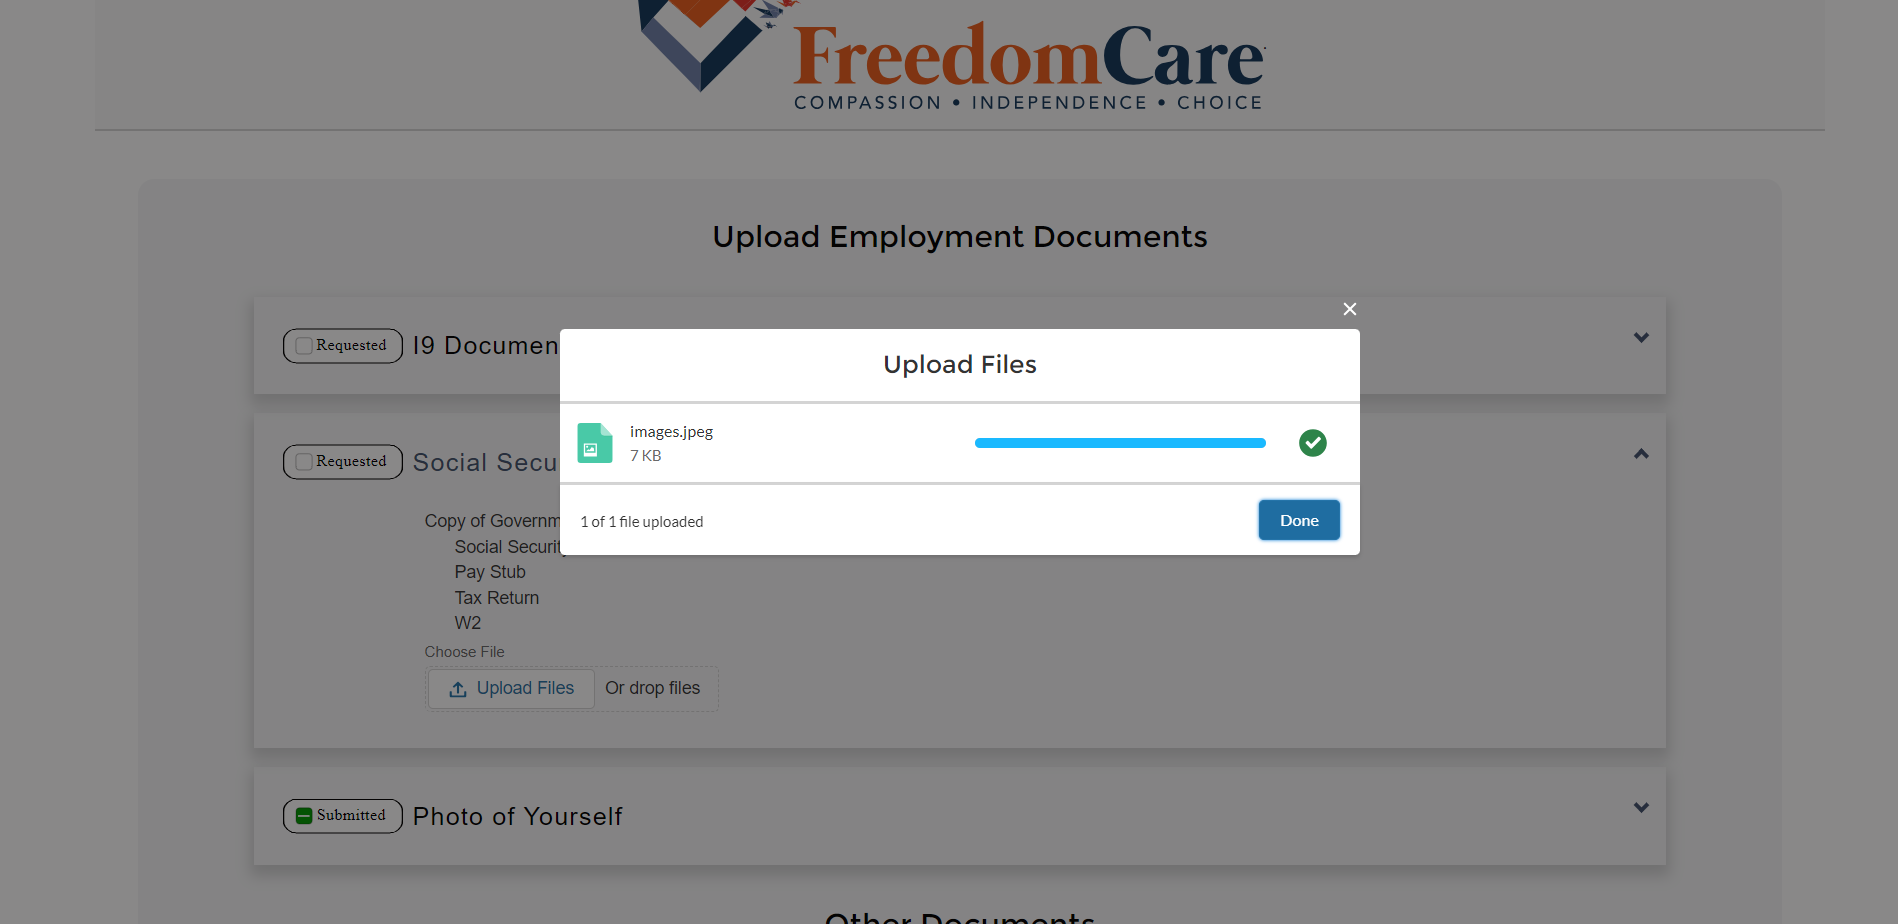 FreedomCare
COMPASSION • INDEPENDENCE • CHOICE
Upload Employment Documents
Requested
I9 Documen
Upload Files
images.jpeg
7 KB
1 of 1 file uploaded
Done
Requested
Social Secu
Copy of Governm
Social Security
Pay Stub
Tax Return
W2
Choose File
Upload Files
Or drop files
Submitted
Photo of Yourself
Other Documents